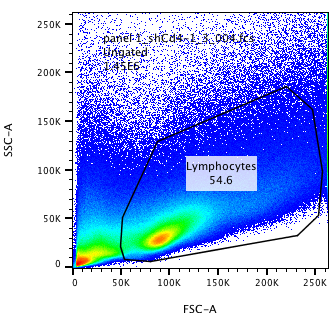 250K
panel-1_shCd4-1_1_004.fcs
Ungated
1.45E6
200K
150K
SSC-A
100K
Lymphocytes
54.6
50K
0
0 50K 100K 150K 200K 250K
FSC-A